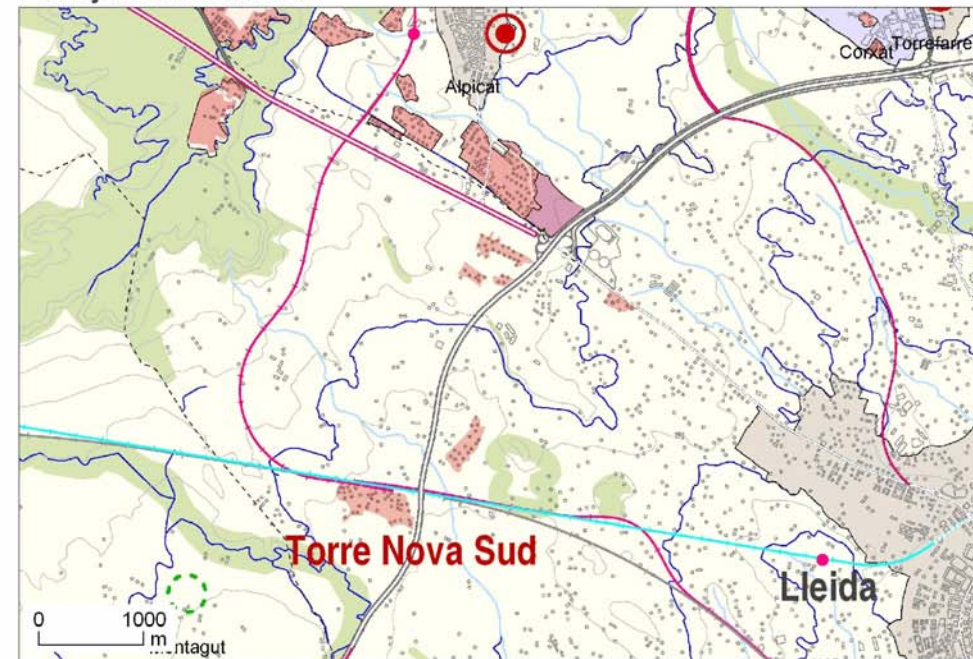 Alpicat
Corxat
Torrefarre
Torre Nova Sud
Lleida
0 1000
m
ntagut